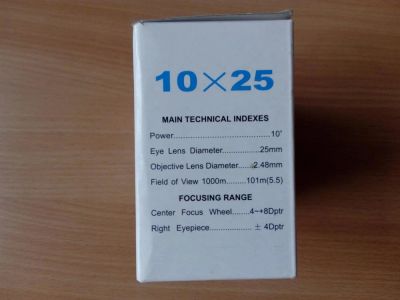 10×25
MAIN TECHNICAL INDEXES
Power..................................10"
Eye Lens Diameter.............25mm
Objective Lens Diameter......2.48mm
Field of View 1000m.........101m(5.5)
FOCUSING RANGE
Center Focus Wheel.......4~+8Dptr
Right Eyepiece................. ± 4Dptr